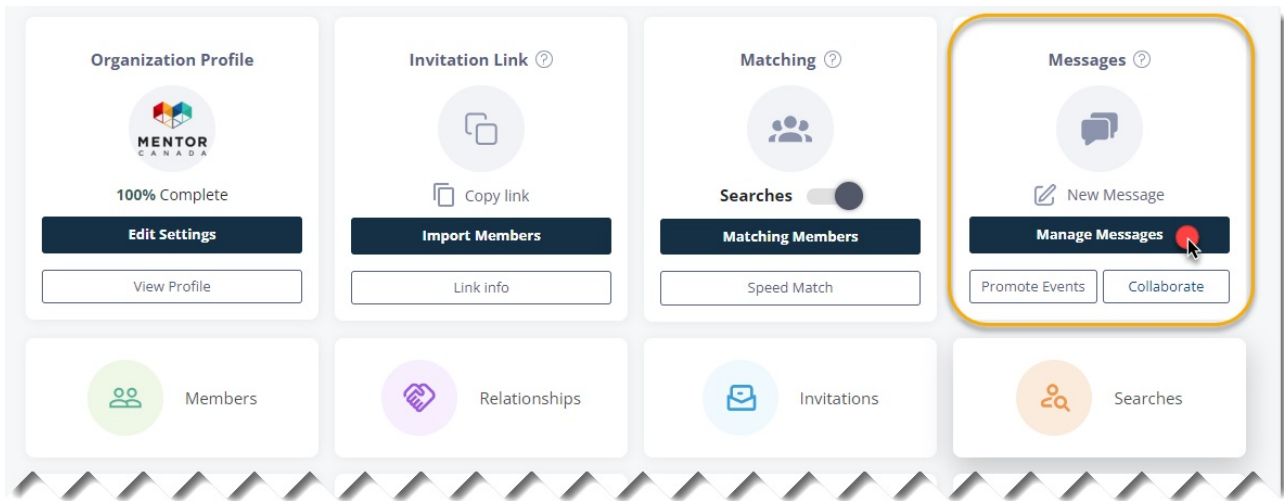 Organization Profile
MENTOR
CANADA
100% Complete
Edit Settings
View Profile
Invitation Link ?
Copy link
Import Members
Link info
Matching ?
Searches
Matching Members
Speed Match
Messages ?
New Message
Manage Messages
Promote Events
Collaborate
Members
Relationships
Invitations
Searches